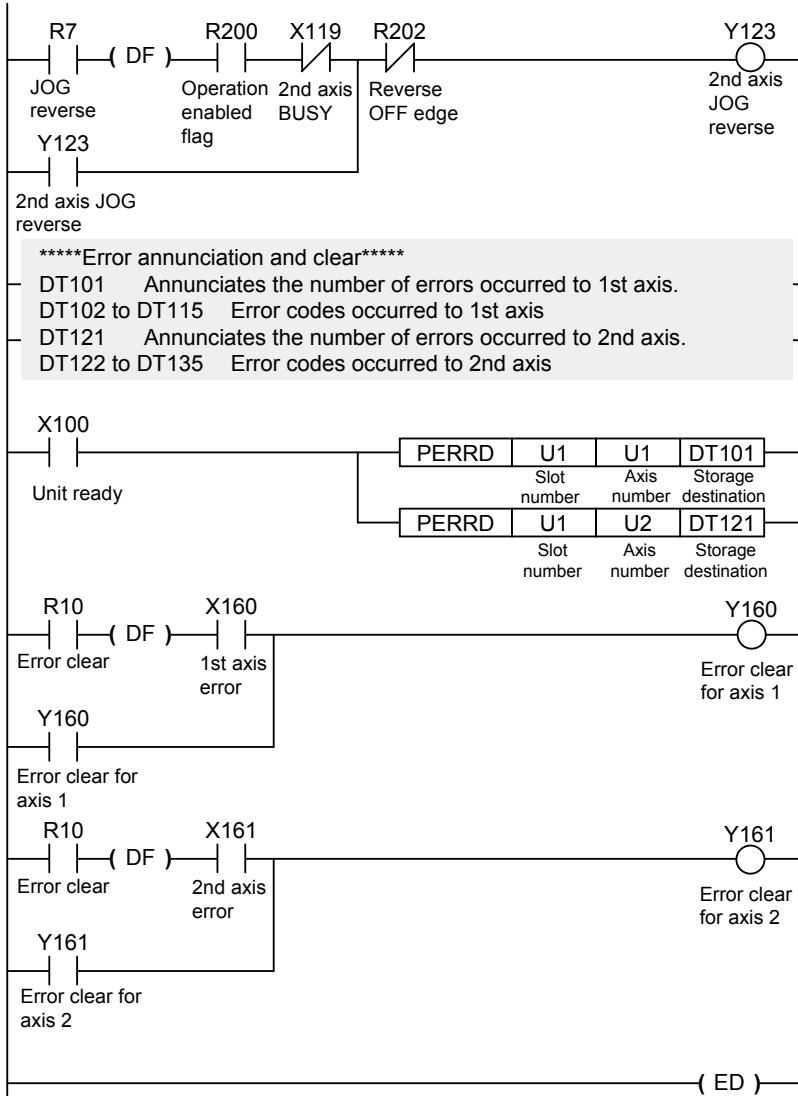 R7 R200 X119 R202 Y123
( DF )
JOG reverse
Operation enabled flag
2nd axis BUSY
Reverse OFF edge
2nd axis JOG reverse
Y123
2nd axis JOG reverse
*****Error annunciation and clear*****
DT101 Annunciates the number of errors occurred to 1st axis.
DT102 to DT115 Error codes occurred to 1st axis
DT121 Annunciates the number of errors occurred to 2nd axis.
DT122 to DT135 Error codes occurred to 2nd axis
X100
Unit ready
PERRD U1 U1 DT101
Slot number
Axis number
Storage destination
PERRD U1 U2 DT121
Slot number
Axis number
Storage destination
R10 X160 Y160
( DF )
Error clear
1st axis error
Error clear for axis 1
Y160
Error clear for axis 1
R10 X161 Y161
( DF )
Error clear
2nd axis error
Error clear for axis 2
Y161
Error clear for axis 2
( ED )